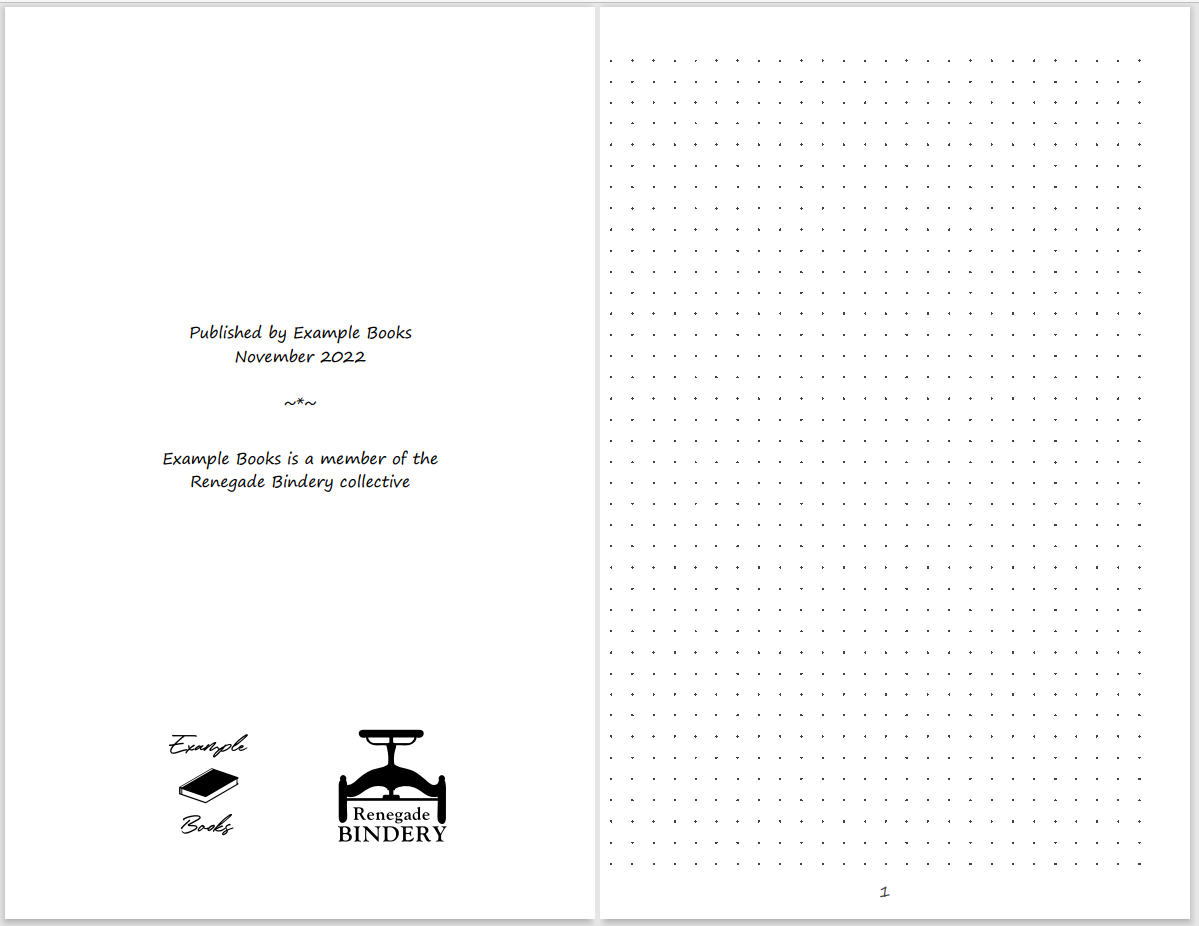 Published by Example Books
November 2022
~*~
Example Books is a member of the
Renegade Bindery collective
Example
Books
Renegade
BINDERY
1